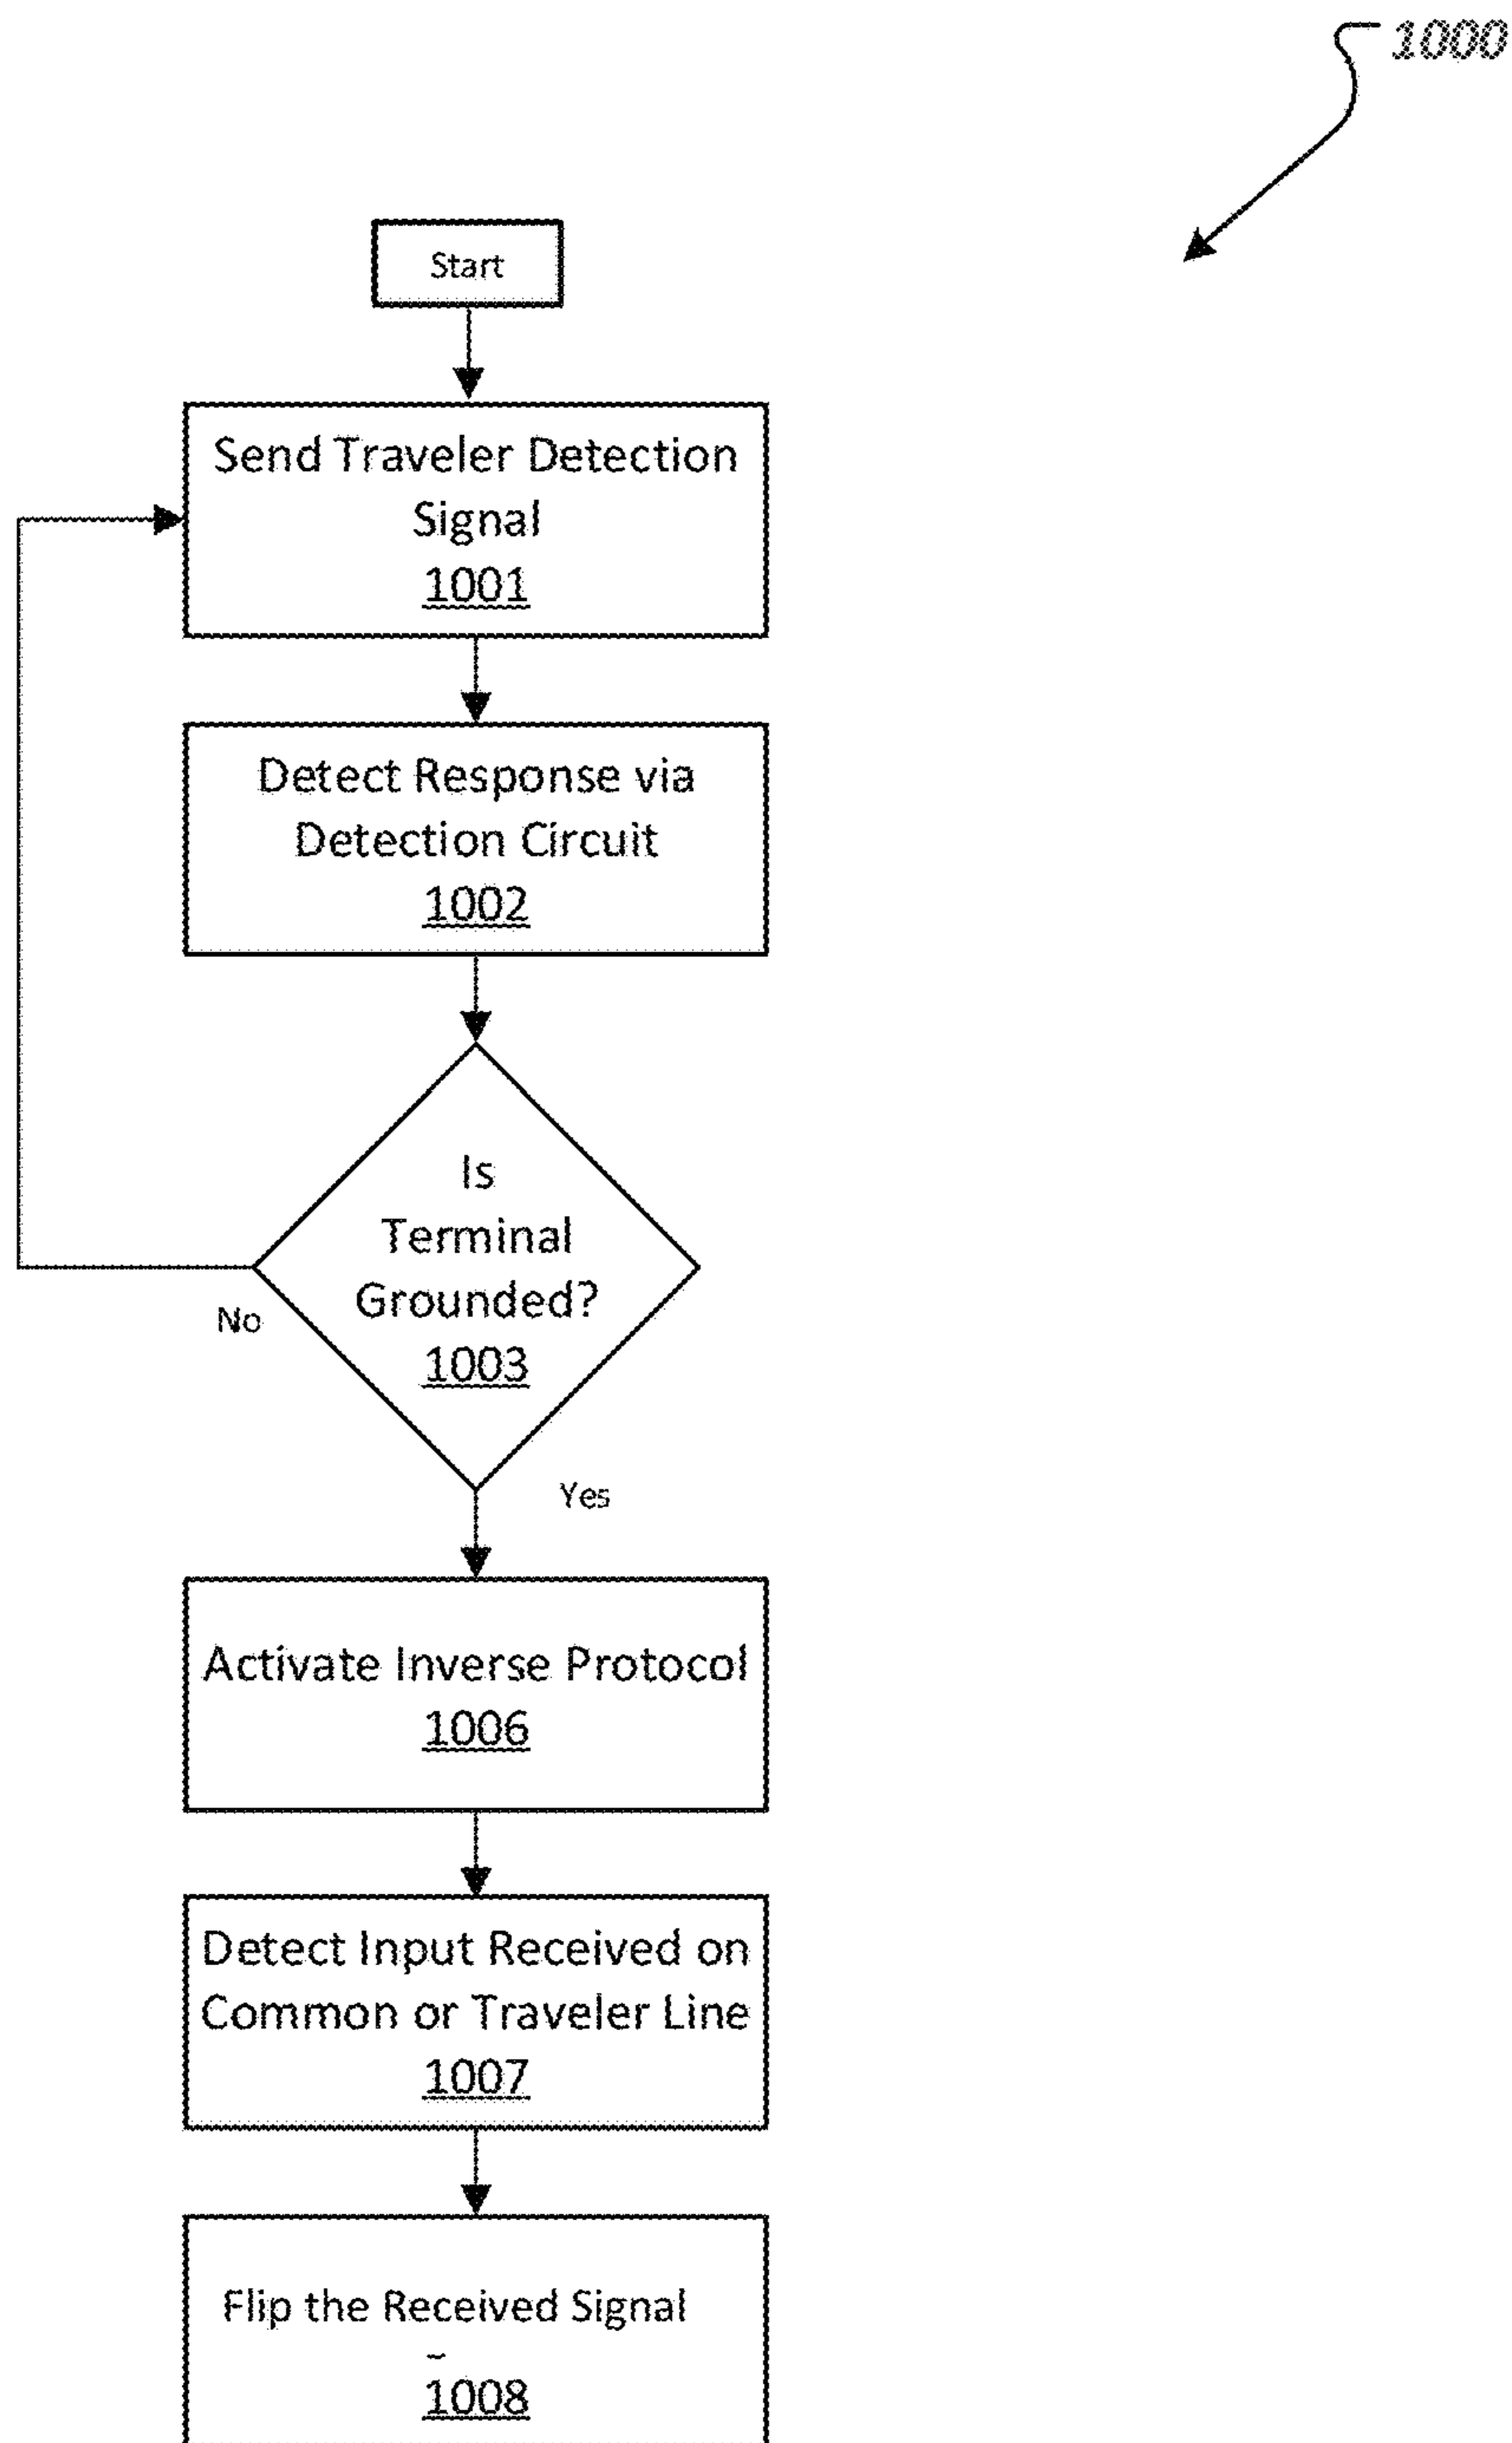 1000
Start
Send Traveler Detection
Signal
1001
Detect Response via
Detection Circuit
1002
Is
Terminal
Grounded?
1003
No
Yes
Activate Inverse Protocol
1006
Detect Input Received on
Common or Traveler Line
1007
Flip the Received Signal
1008